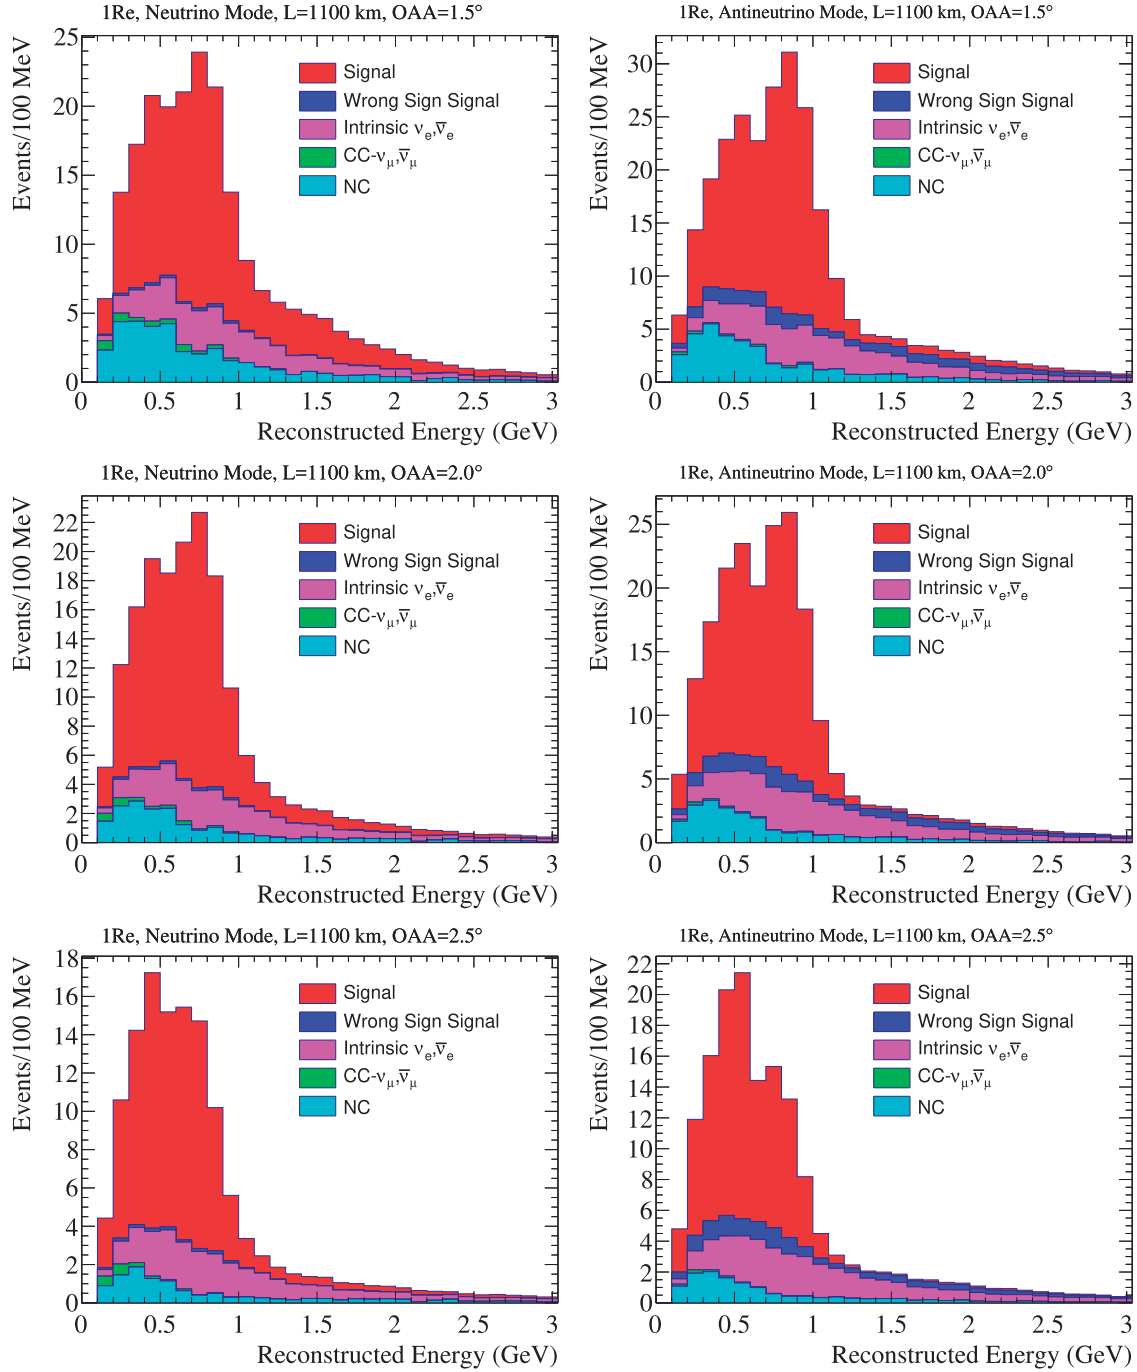 1Re, Neutrino Mode, L=1100 km, OAA=1.5°
Events/100 MeV
25
20
15
10
5
0
Signal
Wrong Sign Signal
Intrinsic νe,ν̅e
CC-νμ,ν̅μ
NC
0 0.5 1 1.5 2 2.5 3
Reconstructed Energy (GeV)
1Re, Antineutrino Mode, L=1100 km, OAA=1.5°
Events/100 MeV
30
25
20
15
10
5
0
Signal
Wrong Sign Signal
Intrinsic νe,ν̅e
CC-νμ,ν̅μ
NC
0 0.5 1 1.5 2 2.5 3
Reconstructed Energy (GeV)
1Re, Neutrino Mode, L=1100 km, OAA=2.0°
Events/100 MeV
22
20
18
16
14
12
10
8
6
4
2
0
Signal
Wrong Sign Signal
Intrinsic νe,ν̅e
CC-νμ,ν̅μ
NC
0 0.5 1 1.5 2 2.5 3
Reconstructed Energy (GeV)
1Re, Antineutrino Mode, L=1100 km, OAA=2.0°
Events/100 MeV
25
20
15
10
5
0
Signal
Wrong Sign Signal
Intrinsic νe,ν̅e
CC-νμ,ν̅μ
NC
0 0.5 1 1.5 2 2.5 3
Reconstructed Energy (GeV)
1Re, Neutrino Mode, L=1100 km, OAA=2.5°
Events/100 MeV
18
16
14
12
10
8
6
4
2
0
Signal
Wrong Sign Signal
Intrinsic νe,ν̅e
CC-νμ,ν̅μ
NC
0 0.5 1 1.5 2 2.5 3
Reconstructed Energy (GeV)
1Re, Antineutrino Mode, L=1100 km, OAA=2.5°
Events/100 MeV
22
20
18
16
14
12
10
8
6
4
2
0
Signal
Wrong Sign Signal
Intrinsic νe,ν̅e
CC-νμ,ν̅μ
NC
0 0.5 1 1.5 2 2.5 3
Reconstructed Energy (GeV)